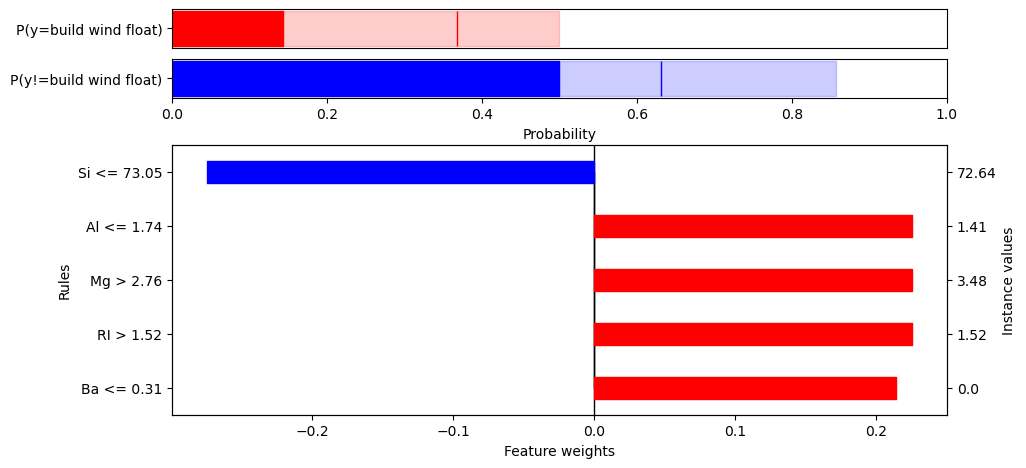 P(y=build wind float)
P(y!=build wind float)
0.0 0.2 0.4 0.6 0.8 1.0
Probability
Si <= 73.05 72.64
Al <= 1.74 1.41
Mg > 2.76 3.48
RI > 1.52 1.52
Ba <= 0.31 0.0
Rules
Instance values
−0.2 −0.1 0.0 0.1 0.2
Feature weights